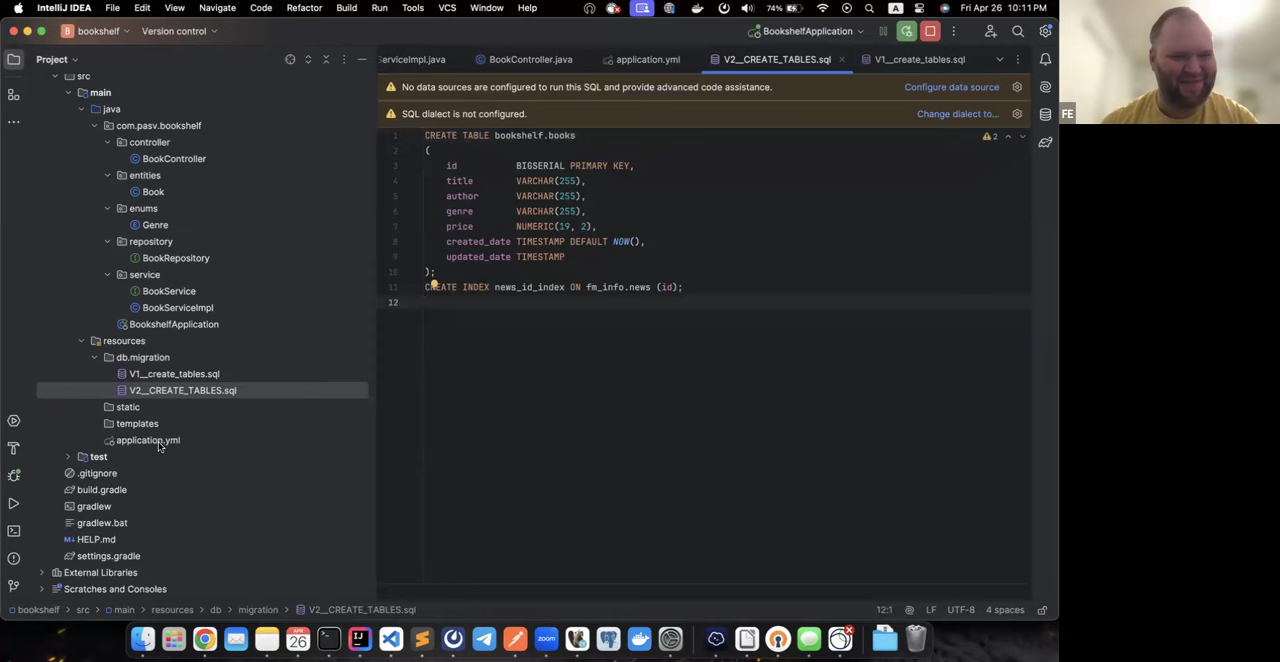 IntelliJ IDEA File Edit View Navigate Code Refactor Build Run Tools VCS Window Help 74% A Fri Apr 26 10:11 PM
B bookshelf Version control BookshelfApplication
Project
ServiceImpl.java BookController.java application.yml V2__CREATE_TABLES.sql V1__create_tables.sql
src
main
java
com.pasv.bookshelf
controller
BookController
entities
Book
enums
Genre
repository
BookRepository
service
BookService
BookServiceImpl
BookshelfApplication
resources
db.migration
V1__create_tables.sql
V2__CREATE_TABLES.sql
static
templates
application.yml
test
.gitignore
build.gradle
gradlew
gradlew.bat
HELP.md
settings.gradle
External Libraries
Scratches and Consoles
No data sources are configured to run this SQL and provide advanced code assistance. Configure data source
SQL dialect is not configured. Change dialect to...
2
1 CREATE TABLE bookshelf.books
2 (
3 id BIGSERIAL PRIMARY KEY,
4 title VARCHAR(255),
5 author VARCHAR(255),
6 genre VARCHAR(255),
7 price NUMERIC(19, 2),
8 created_date TIMESTAMP DEFAULT NOW(),
9 updated_date TIMESTAMP
10 );
11 CREATE INDEX news_id_index ON fm_info.news (id);
12
FE
bookshelf src main resources db migration V2__CREATE_TABLES.sql 12:1 LF UTF-8 4 spaces
APR
26
zoom